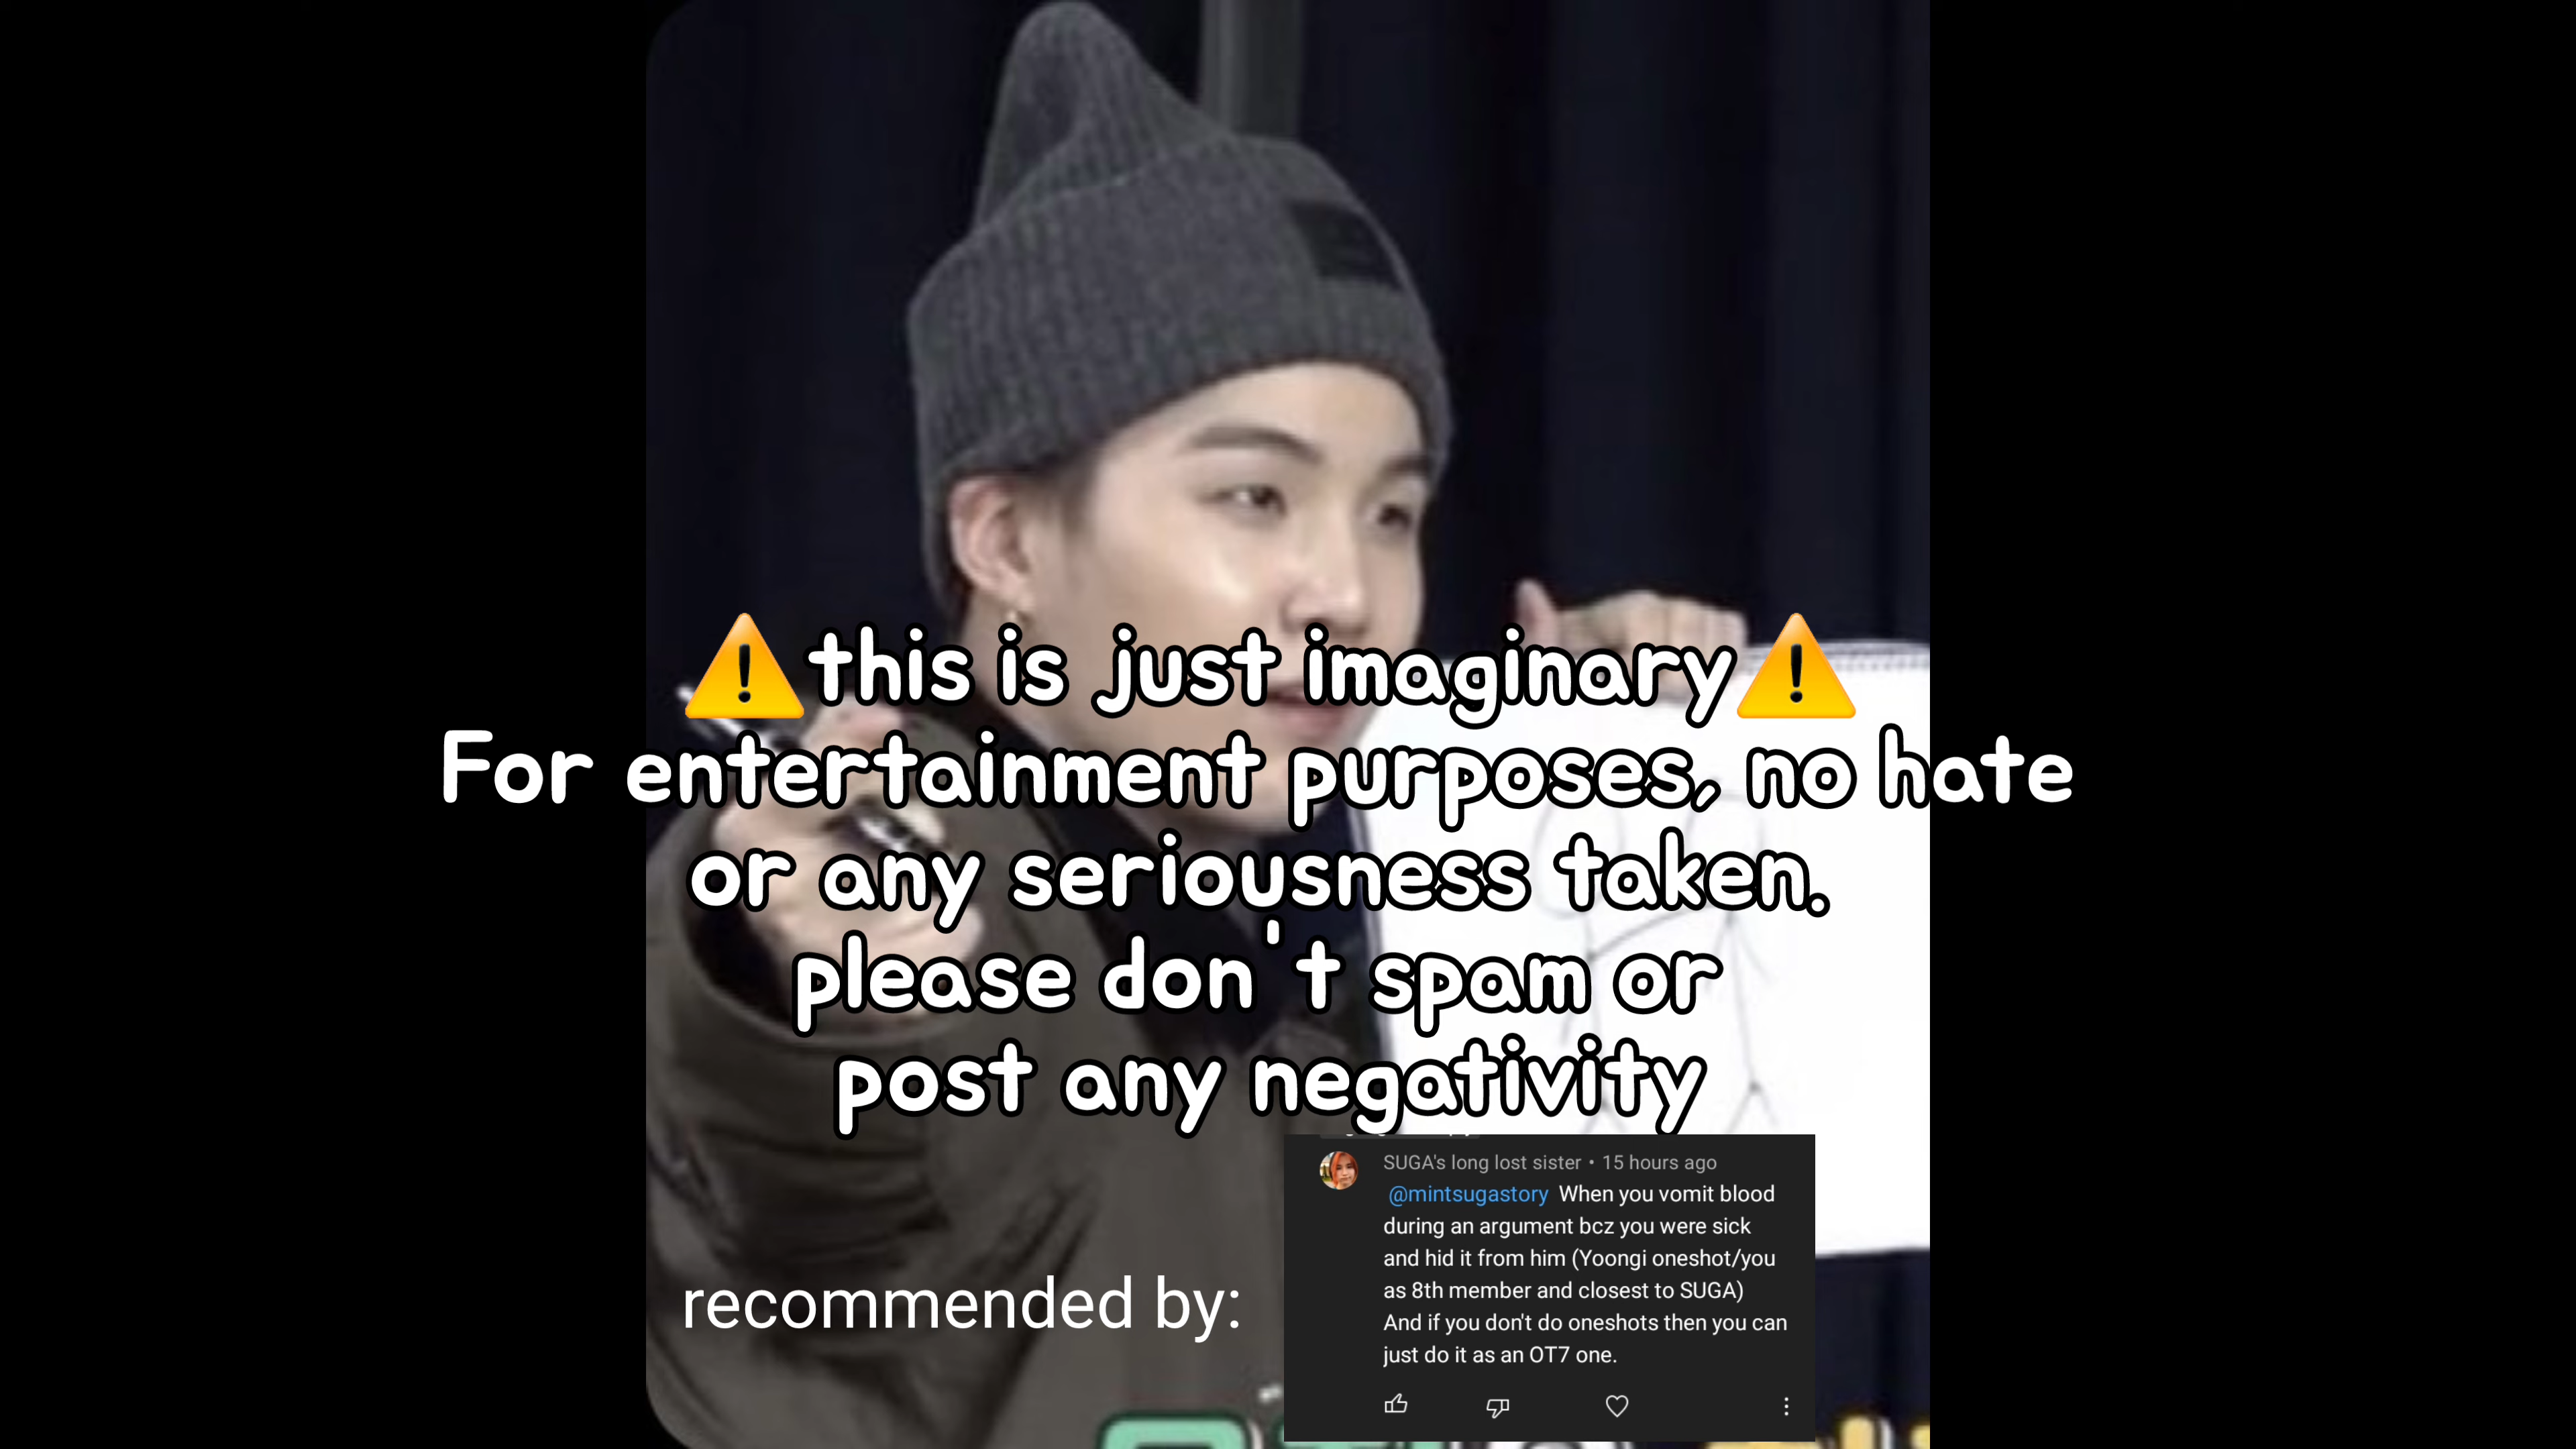 ⚠️this is just imaginary⚠️
For entertainment purposes, no hate
or any seriousness taken.
please don't spam or
post any negativity
recommended by:
SUGA's long lost sister • 15 hours ago
@mintsugastory When you vomit blood
during an argument bcz you were sick
and hid it from him (Yoongi oneshot/you
as 8th member and closest to SUGA)
And if you don't do oneshots then you can
just do it as an OT7 one.